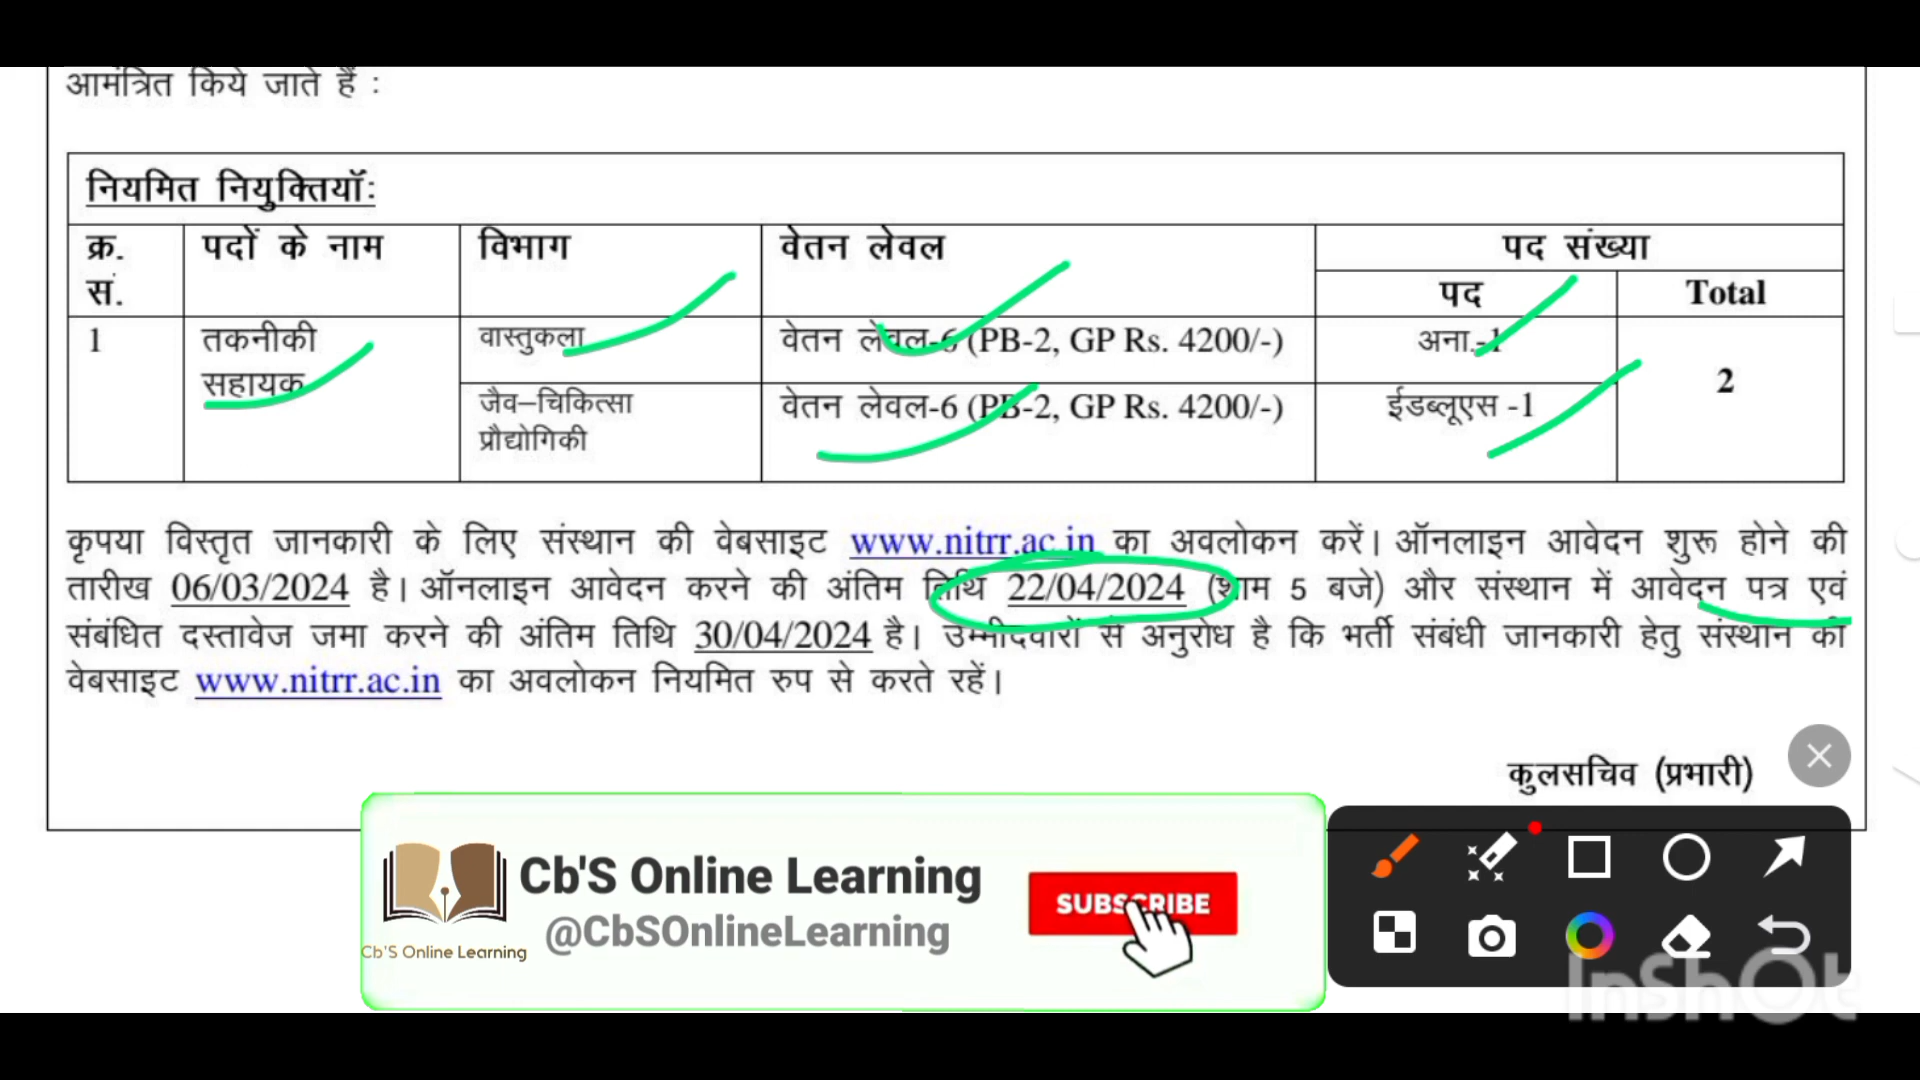 आमंत्रित किये जाते हैं :
नियमित नियुक्तियॉः
क्र. सं. पदों के नाम विभाग वेतन लेवल पद संख्या
पद Total
1 तकनीकी सहायक वास्तुकला वेतन लेवल-6 (PB-2, GP Rs. 4200/-) अना.-1 2
जैव–चिकित्सा प्रौद्योगिकी वेतन लेवल-6 (PB-2, GP Rs. 4200/-) ईडब्लूएस -1
कृपया विस्तृत जानकारी के लिए संस्थान की वेबसाइट www.nitrr.ac.in का अवलोकन करें। ऑनलाइन आवेदन शुरू होने की
तारीख 06/03/2024 है। ऑनलाइन आवेदन करने की अंतिम तिथि 22/04/2024 (शाम 5 बजे) और संस्थान में आवेदन पत्र एवं
संबंधित दस्तावेज जमा करने की अंतिम तिथि 30/04/2024 है। उम्मीदवारों से अनुरोध है कि भर्ती संबंधी जानकारी हेतु संस्थान की
वेबसाइट www.nitrr.ac.in का अवलोकन नियमित रुप से करते रहें।
कुलसचिव (प्रभारी)
Cb'S Online Learning
@CbSOnlineLearning
Cb'S Online Learning
SUBSCRIBE
InShOt